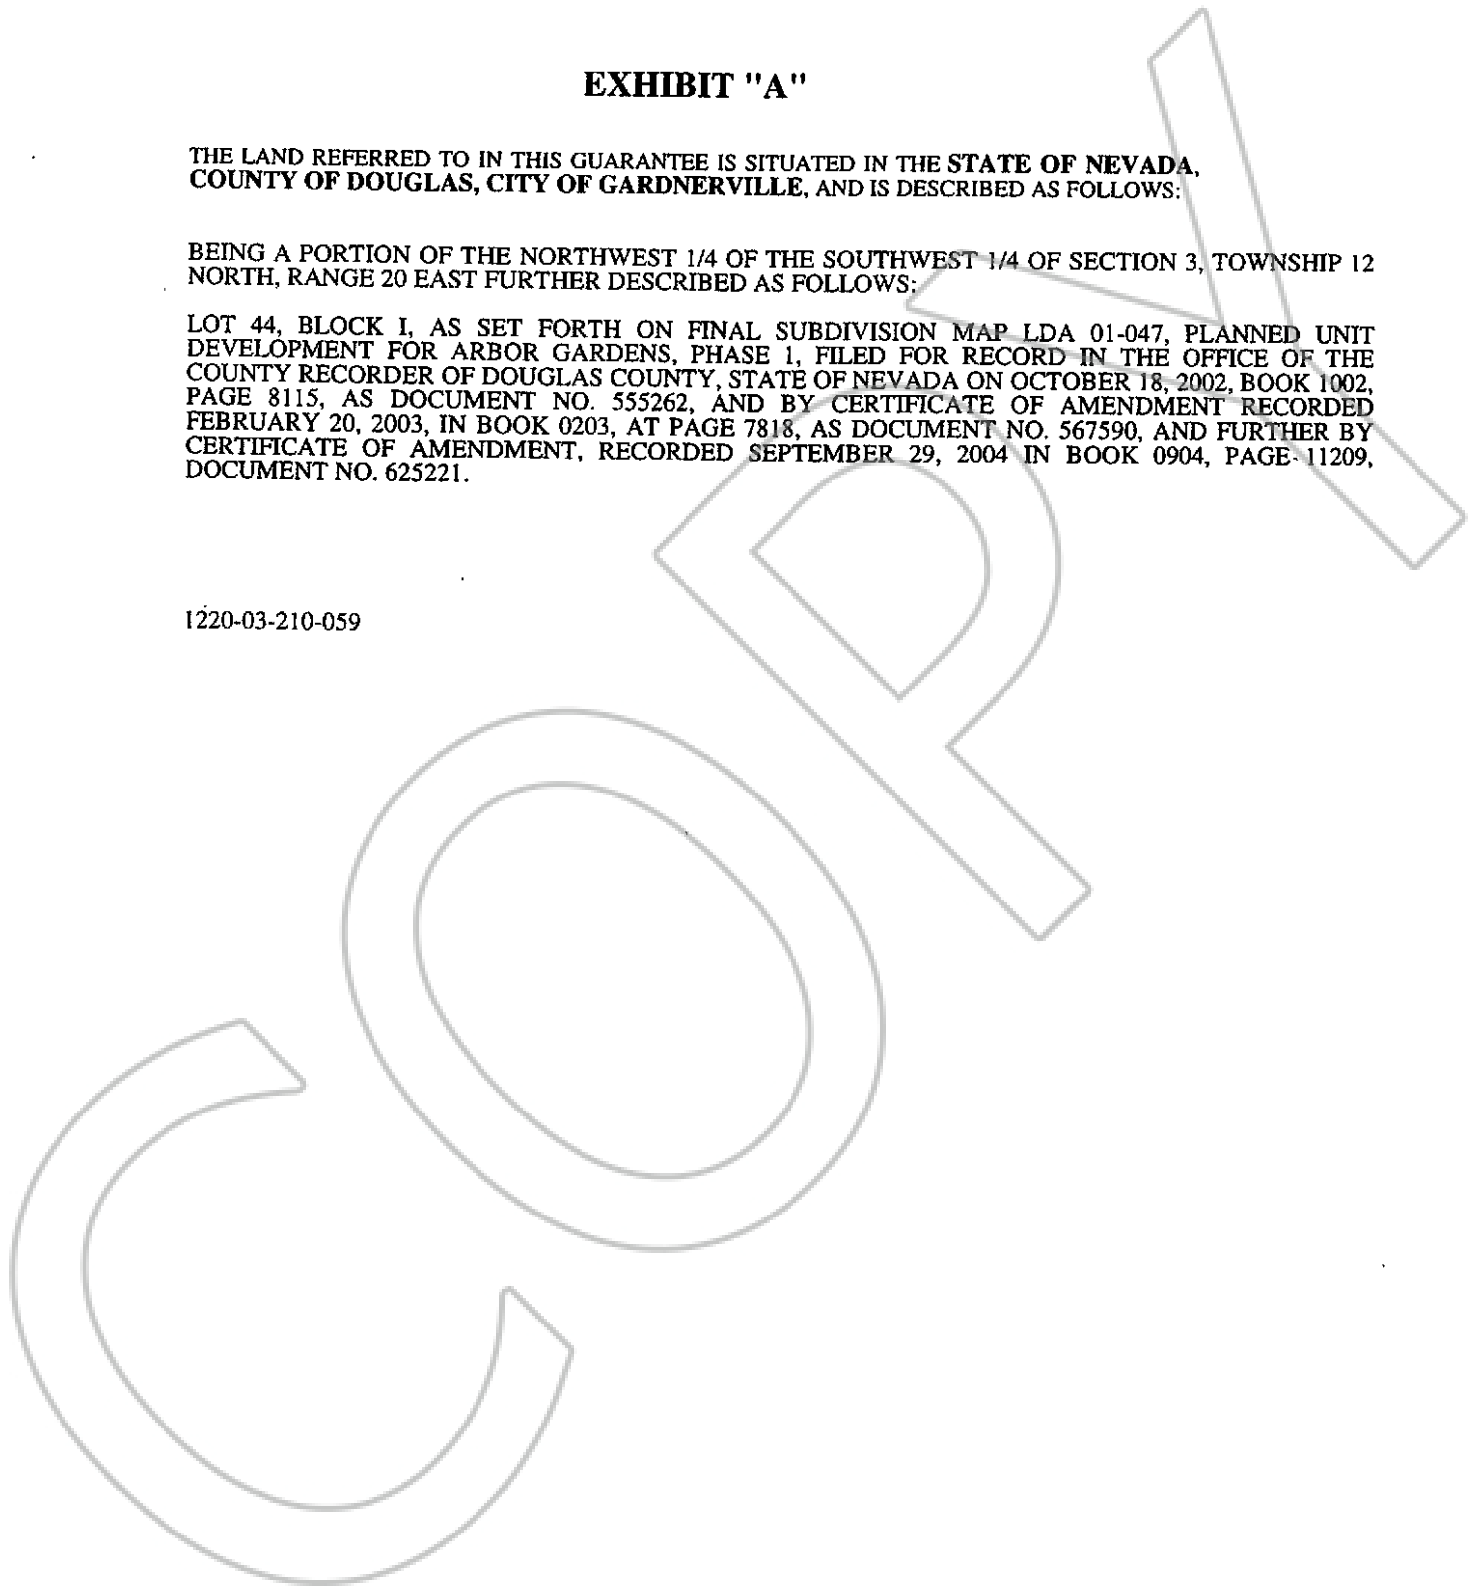 EXHIBIT "A"
THE LAND REFERRED TO IN THIS GUARANTEE IS SITUATED IN THE STATE OF NEVADA,
COUNTY OF DOUGLAS, CITY OF GARDNERVILLE, AND IS DESCRIBED AS FOLLOWS:
BEING A PORTION OF THE NORTHWEST 1/4 OF THE SOUTHWEST 1/4 OF SECTION 3, TOWNSHIP 12
NORTH, RANGE 20 EAST FURTHER DESCRIBED AS FOLLOWS:
LOT 44, BLOCK I, AS SET FORTH ON FINAL SUBDIVISION MAP LDA 01-047, PLANNED UNIT
DEVELOPMENT FOR ARBOR GARDENS, PHASE 1, FILED FOR RECORD IN THE OFFICE OF THE
COUNTY RECORDER OF DOUGLAS COUNTY, STATE OF NEVADA ON OCTOBER 18, 2002, BOOK 1002,
PAGE 8115, AS DOCUMENT NO. 555262, AND BY CERTIFICATE OF AMENDMENT RECORDED
FEBRUARY 20, 2003, IN BOOK 0203, AT PAGE 7818, AS DOCUMENT NO. 567590, AND FURTHER BY
CERTIFICATE OF AMENDMENT, RECORDED SEPTEMBER 29, 2004 IN BOOK 0904, PAGE 11209,
DOCUMENT NO. 625221.
1220-03-210-059
COPY